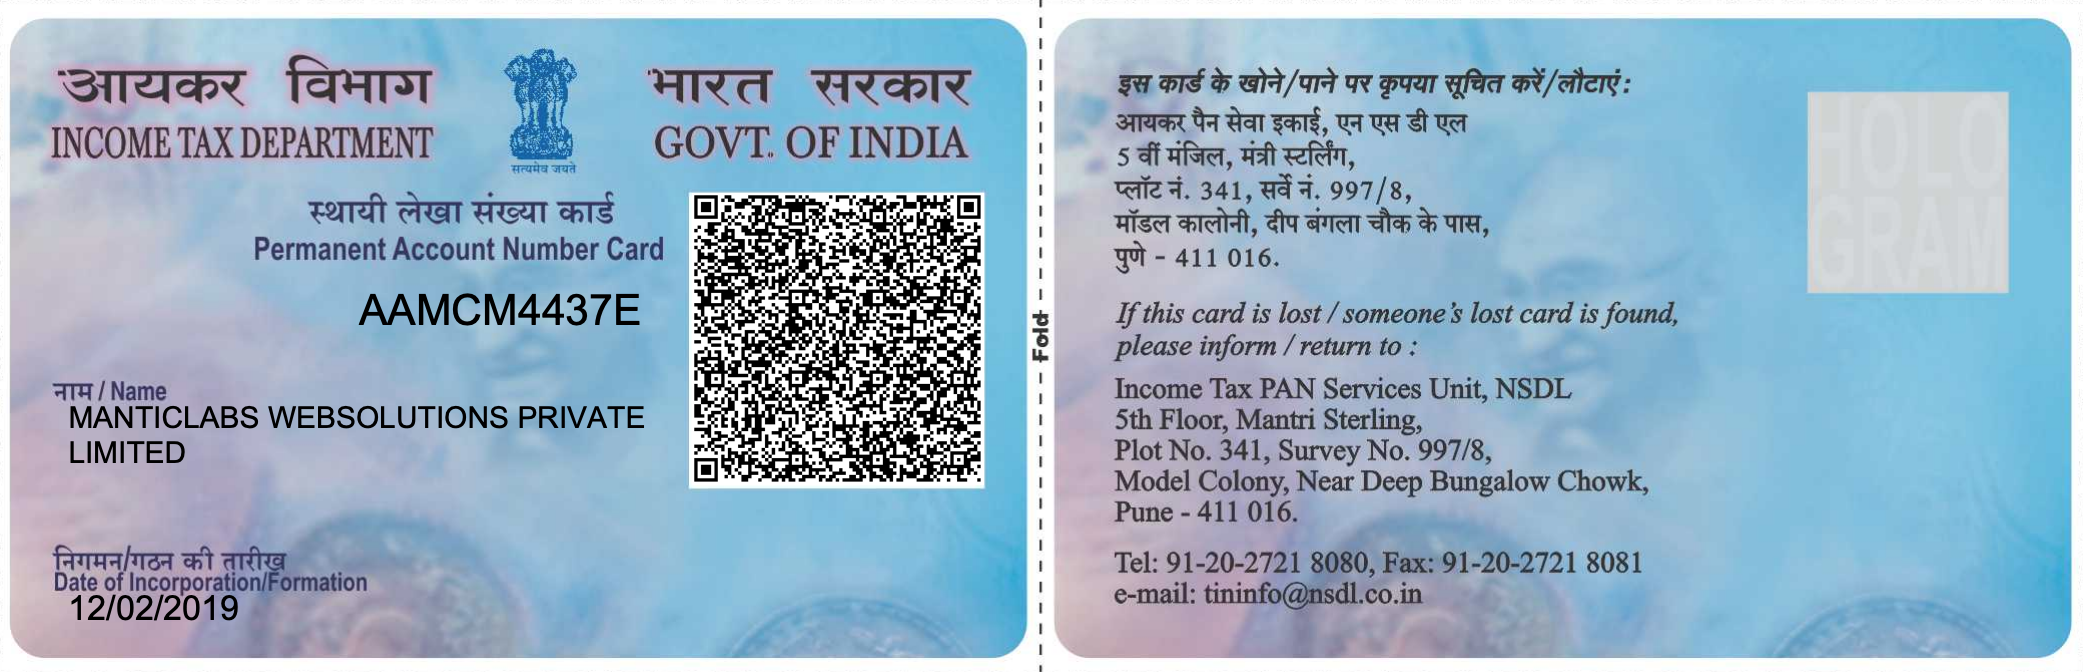 आयकर विभाग
INCOME TAX DEPARTMENT
सत्यमेव जयते
भारत सरकार
GOVT. OF INDIA
स्थायी लेखा संख्या कार्ड
Permanent Account Number Card
AAMCM4437E
नाम / Name
MANTICLABS WEBSOLUTIONS PRIVATE
LIMITED
निगमन/गठन की तारीख
Date of Incorporation/Formation
12/02/2019
Fold
इस कार्ड के खोने/पाने पर कृपया सूचित करें/लौटाएं :
आयकर पैन सेवा इकाई, एन एस डी एल
5 वीं मंजिल, मंत्री स्टर्लिंग,
प्लॉट नं. 341, सर्वे नं. 997/8,
मॉडल कालोनी, दीप बंगला चौक के पास,
पुणे - 411 016.
If this card is lost / someone's lost card is found,
please inform / return to :
Income Tax PAN Services Unit, NSDL
5th Floor, Mantri Sterling,
Plot No. 341, Survey No. 997/8,
Model Colony, Near Deep Bungalow Chowk,
Pune - 411 016.
Tel: 91-20-2721 8080, Fax: 91-20-2721 8081
e-mail: tininfo@nsdl.co.in
HOLO
GRAM